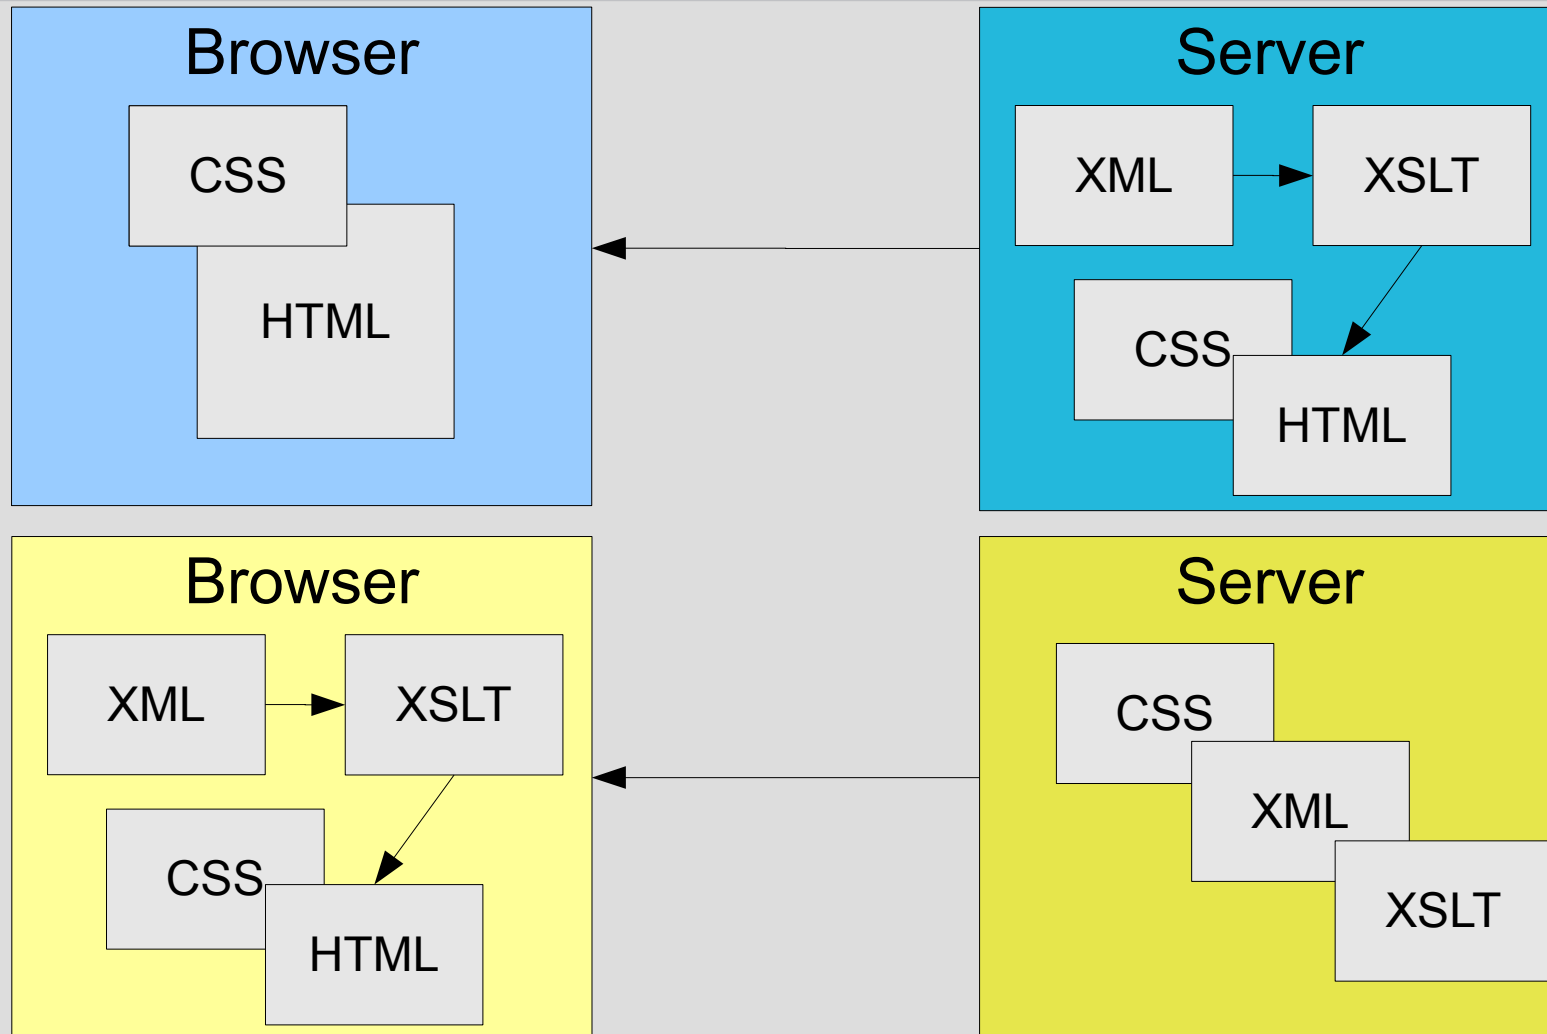 Browser
CSS
HTML
Server
XML
XSLT
CSS
HTML
Browser
XML
XSLT
CSS
HTML
Server
CSS
XML
XSLT